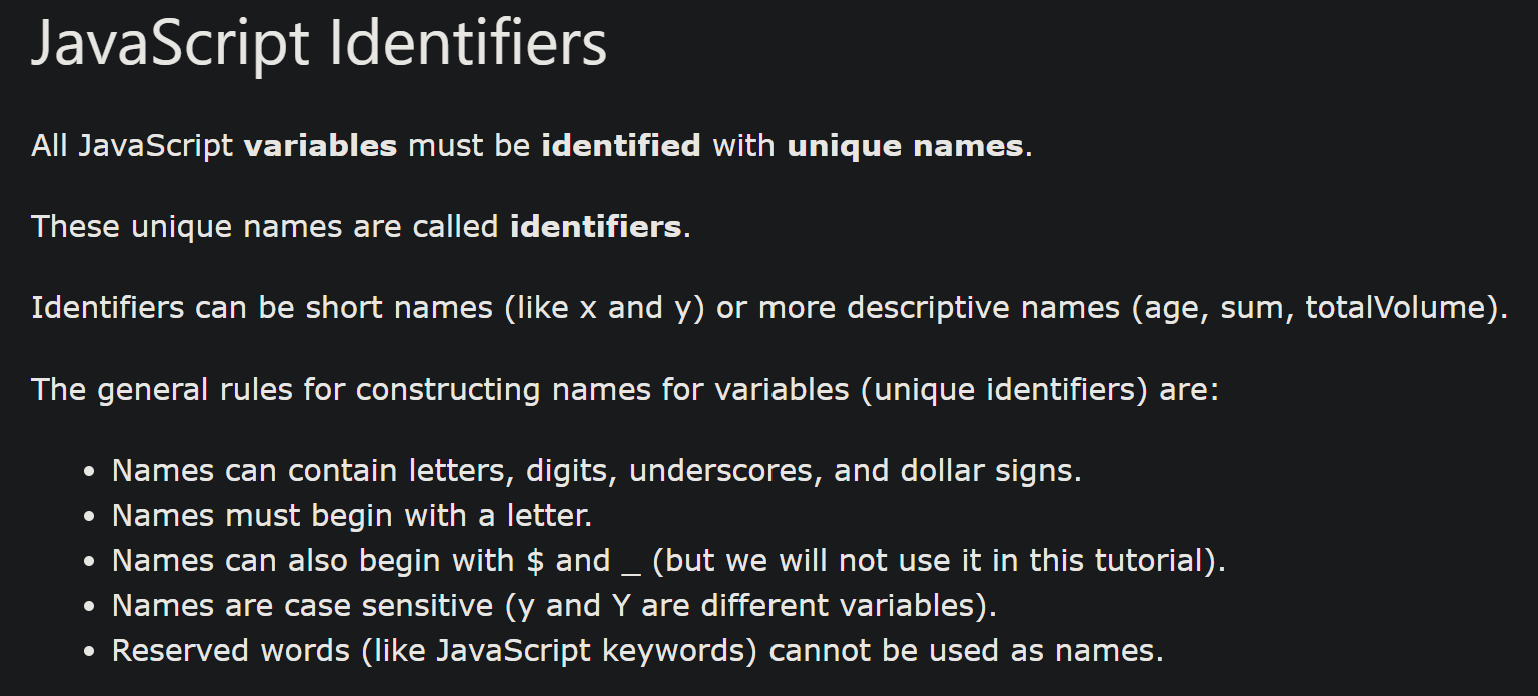 JavaScript Identifiers
All JavaScript variables must be identified with unique names.
These unique names are called identifiers.
Identifiers can be short names (like x and y) or more descriptive names (age, sum, totalVolume).
The general rules for constructing names for variables (unique identifiers) are:
• Names can contain letters, digits, underscores, and dollar signs.
• Names must begin with a letter.
• Names can also begin with $ and _ (but we will not use it in this tutorial).
• Names are case sensitive (y and Y are different variables).
• Reserved words (like JavaScript keywords) cannot be used as names.